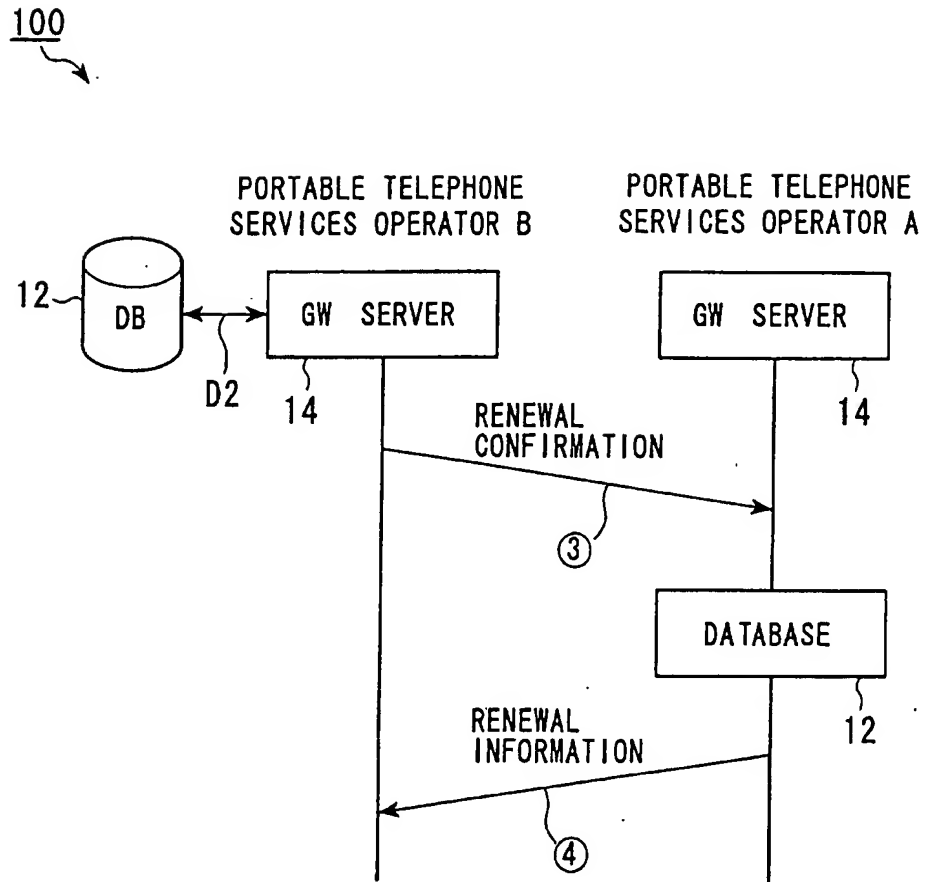 100
PORTABLE TELEPHONE
SERVICES OPERATOR B
PORTABLE TELEPHONE
SERVICES OPERATOR A
12
DB
D2
GW SERVER
14
GW SERVER
14
RENEWAL
CONFIRMATION
③
DATABASE
12
RENEWAL
INFORMATION
④